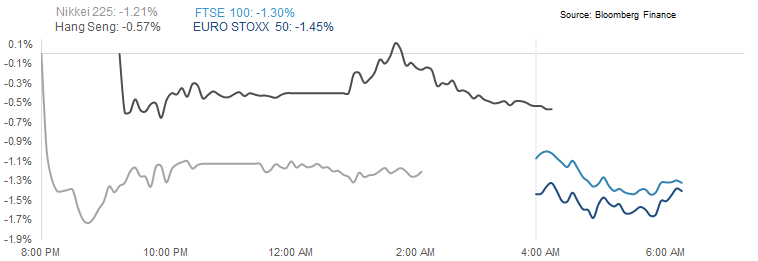 Nikkei 225: -1.21%
FTSE 100: -1.30%
Source: Bloomberg Finance
Hang Seng: -0.57%
EURO STOXX 50: -1.45%
0.1%
-0.1%
-0.3%
-0.5%
-0.7%
-0.9%
-1.1%
-1.3%
-1.5%
-1.7%
-1.9%
8:00 PM
10:00 PM
12:00 AM
2:00 AM
4:00 AM
6:00 AM